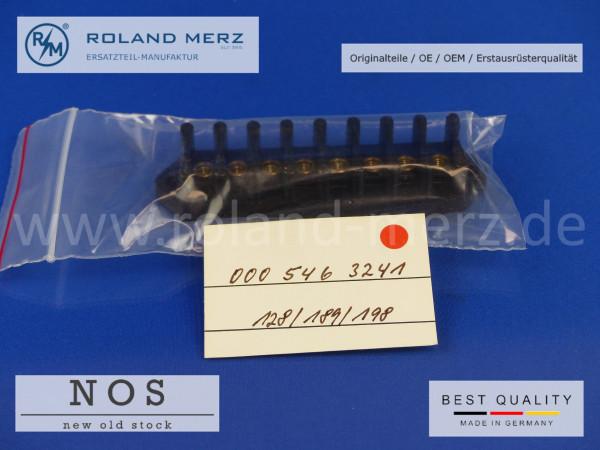 R/M
ROLAND MERZ
ERSATZTEIL-MANUFAKTUR
Originalteile / OE / OEM / Erstausrüsterqualität
www.roland-merz.de
000 546 3241
128/189/198
NOS
new old stock
BEST QUALITY
MADE IN GERMANY